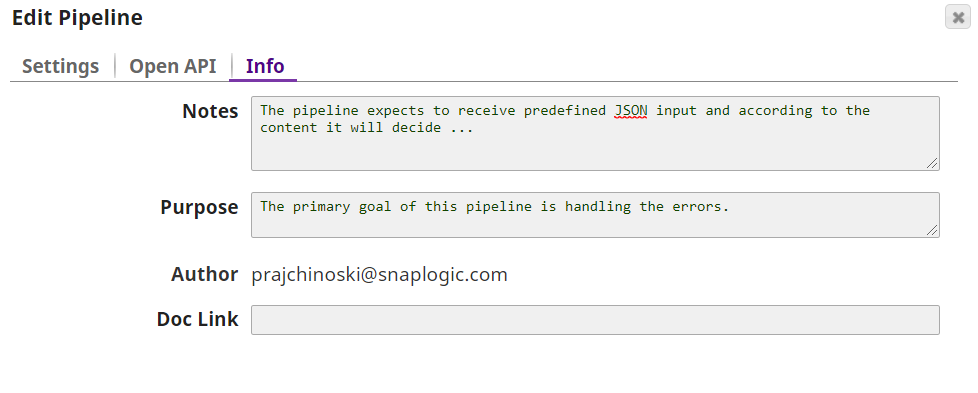 Edit Pipeline
Settings
Open API
Info
Notes
The pipeline expects to receive predefined JSON input and according to the
content it will decide ...
Purpose
The primary goal of this pipeline is handling the errors.
Author
prajchinoski@snaplogic.com
Doc Link